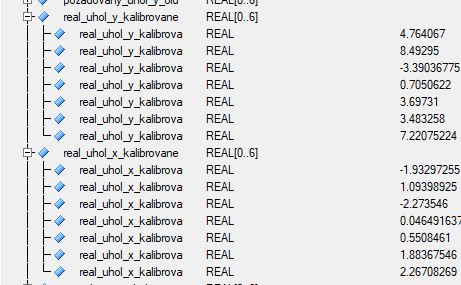 pozadovany_uhol_y_old REAL[0..6]
real_uhol_y_kalibrovane REAL[0..6]
real_uhol_y_kalibrova REAL 4.764067
real_uhol_y_kalibrova REAL 8.49295
real_uhol_y_kalibrova REAL -3.39036775
real_uhol_y_kalibrova REAL 0.7050622
real_uhol_y_kalibrova REAL 3.69731
real_uhol_y_kalibrova REAL 3.483258
real_uhol_y_kalibrova REAL 7.22075224
real_uhol_x_kalibrovane REAL[0..6]
real_uhol_x_kalibrova REAL -1.93297255
real_uhol_x_kalibrova REAL 1.09398925
real_uhol_x_kalibrova REAL -2.273546
real_uhol_x_kalibrova REAL 0.046491637
real_uhol_x_kalibrova REAL 0.5508461
real_uhol_x_kalibrova REAL 1.88367546
real_uhol_x_kalibrova REAL 2.26708269